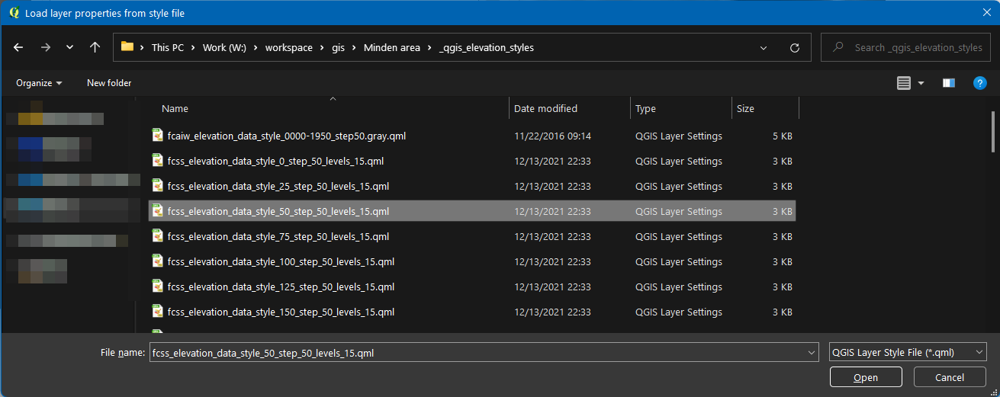 Load layer properties from style file
This PC > Work (W:) > workspace > gis > Minden area > _qgis_elevation_styles
Search _qgis_elevation_styles
Organize New folder
Name Date modified Type Size
fcaiw_elevation_data_style_0000-1950_step50.gray.qml 11/22/2016 09:14 QGIS Layer Settings 5 KB
fcss_elevation_data_style_0_step_50_levels_15.qml 12/13/2021 22:33 QGIS Layer Settings 3 KB
fcss_elevation_data_style_25_step_50_levels_15.qml 12/13/2021 22:33 QGIS Layer Settings 3 KB
fcss_elevation_data_style_50_step_50_levels_15.qml 12/13/2021 22:33 QGIS Layer Settings 3 KB
fcss_elevation_data_style_75_step_50_levels_15.qml 12/13/2021 22:33 QGIS Layer Settings 3 KB
fcss_elevation_data_style_100_step_50_levels_15.qml 12/13/2021 22:33 QGIS Layer Settings 3 KB
fcss_elevation_data_style_125_step_50_levels_15.qml 12/13/2021 22:33 QGIS Layer Settings 3 KB
fcss_elevation_data_style_150_step_50_levels_15.qml 12/13/2021 22:33 QGIS Layer Settings 3 KB
File name: fcss_elevation_data_style_50_step_50_levels_15.qml QGIS Layer Style File (*.qml)
Open Cancel